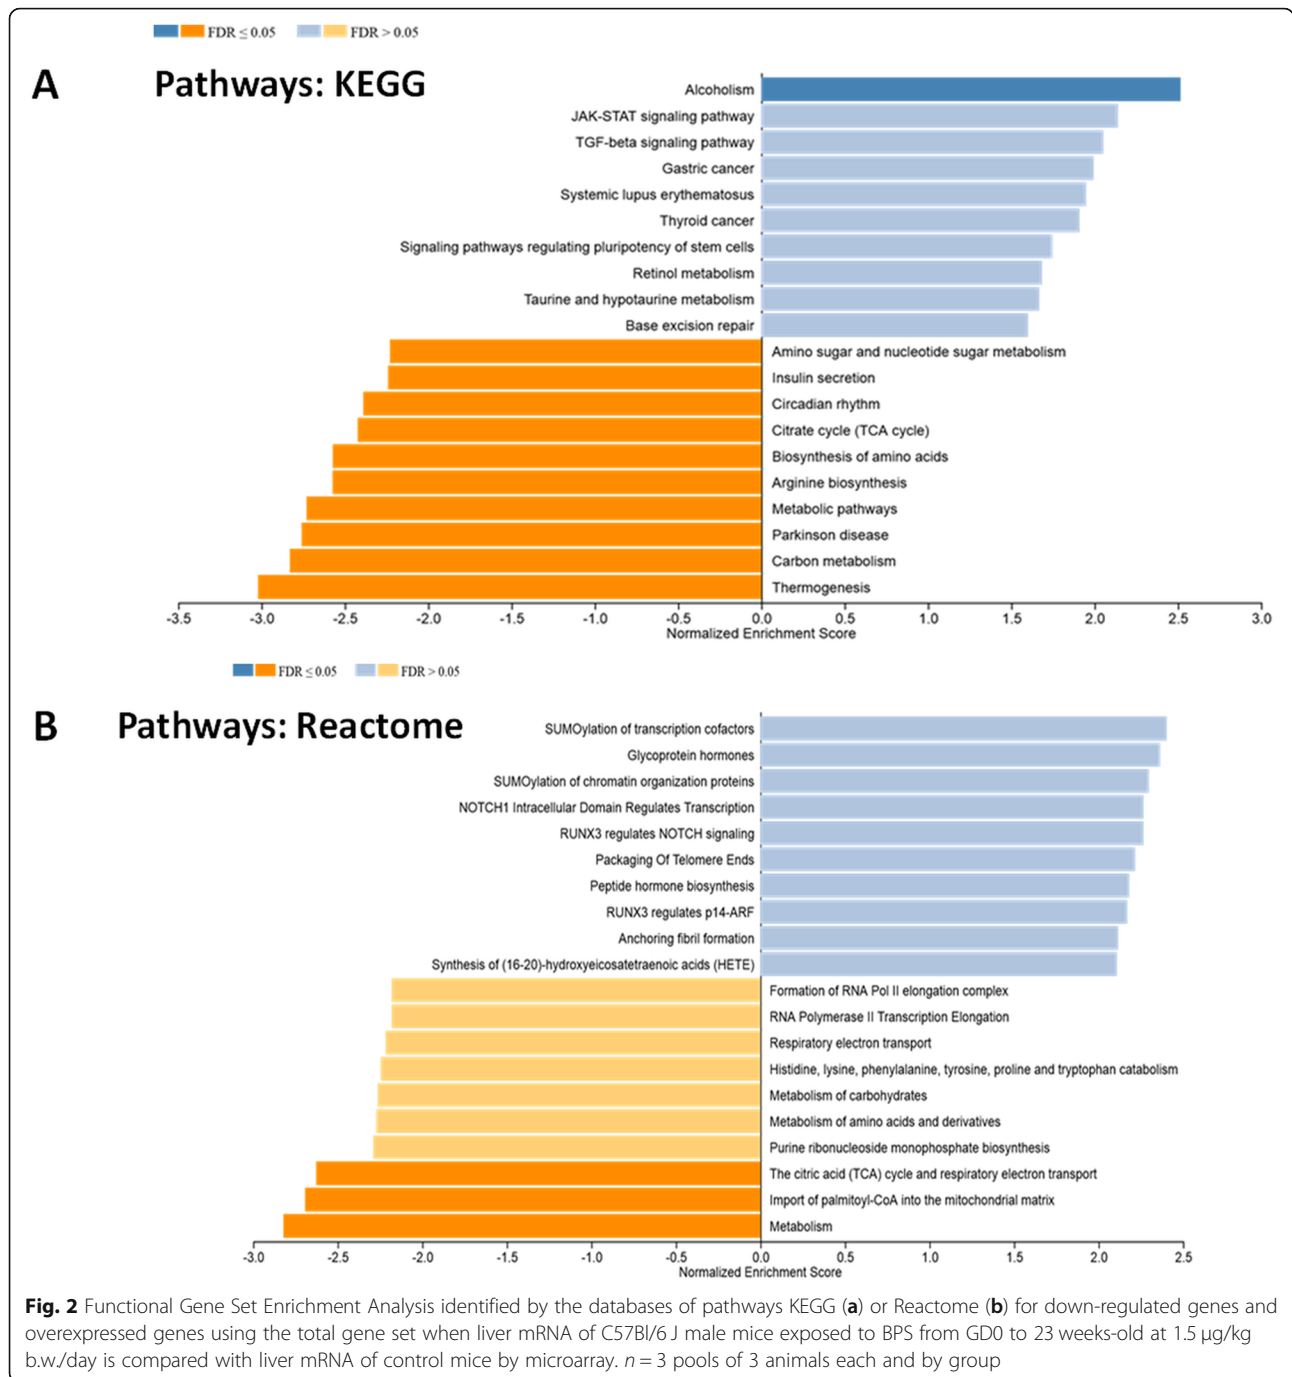 FDR ≤ 0.05 FDR > 0.05
A Pathways: KEGG
Alcoholism
JAK-STAT signaling pathway
TGF-beta signaling pathway
Gastric cancer
Systemic lupus erythematosus
Thyroid cancer
Signaling pathways regulating pluripotency of stem cells
Retinol metabolism
Taurine and hypotaurine metabolism
Base excision repair
Amino sugar and nucleotide sugar metabolism
Insulin secretion
Circadian rhythm
Citrate cycle (TCA cycle)
Biosynthesis of amino acids
Arginine biosynthesis
Metabolic pathways
Parkinson disease
Carbon metabolism
Thermogenesis
-3.5 -3.0 -2.5 -2.0 -1.5 -1.0 -0.5 0.0 0.5 1.0 1.5 2.0 2.5 3.0
Normalized Enrichment Score
FDR ≤ 0.05 FDR > 0.05
B Pathways: Reactome
SUMOylation of transcription cofactors
Glycoprotein hormones
SUMOylation of chromatin organization proteins
NOTCH1 Intracellular Domain Regulates Transcription
RUNX3 regulates NOTCH signaling
Packaging Of Telomere Ends
Peptide hormone biosynthesis
RUNX3 regulates p14-ARF
Anchoring fibril formation
Synthesis of (16-20)-hydroxyeicosatetraenoic acids (HETE)
Formation of RNA Pol II elongation complex
RNA Polymerase II Transcription Elongation
Respiratory electron transport
Histidine, lysine, phenylalanine, tyrosine, proline and tryptophan catabolism
Metabolism of carbohydrates
Metabolism of amino acids and derivatives
Purine ribonucleoside monophosphate biosynthesis
The citric acid (TCA) cycle and respiratory electron transport
Import of palmitoyl-CoA into the mitochondrial matrix
Metabolism
-3.0 -2.5 -2.0 -1.5 -1.0 -0.5 0.0 0.5 1.0 1.5 2.0 2.5
Normalized Enrichment Score
Fig. 2 Functional Gene Set Enrichment Analysis identified by the databases of pathways KEGG (a) or Reactome (b) for down-regulated genes and
overexpressed genes using the total gene set when liver mRNA of C57Bl/6 J male mice exposed to BPS from GD0 to 23 weeks-old at 1.5 μg/kg
b.w./day is compared with liver mRNA of control mice by microarray. n = 3 pools of 3 animals each and by group